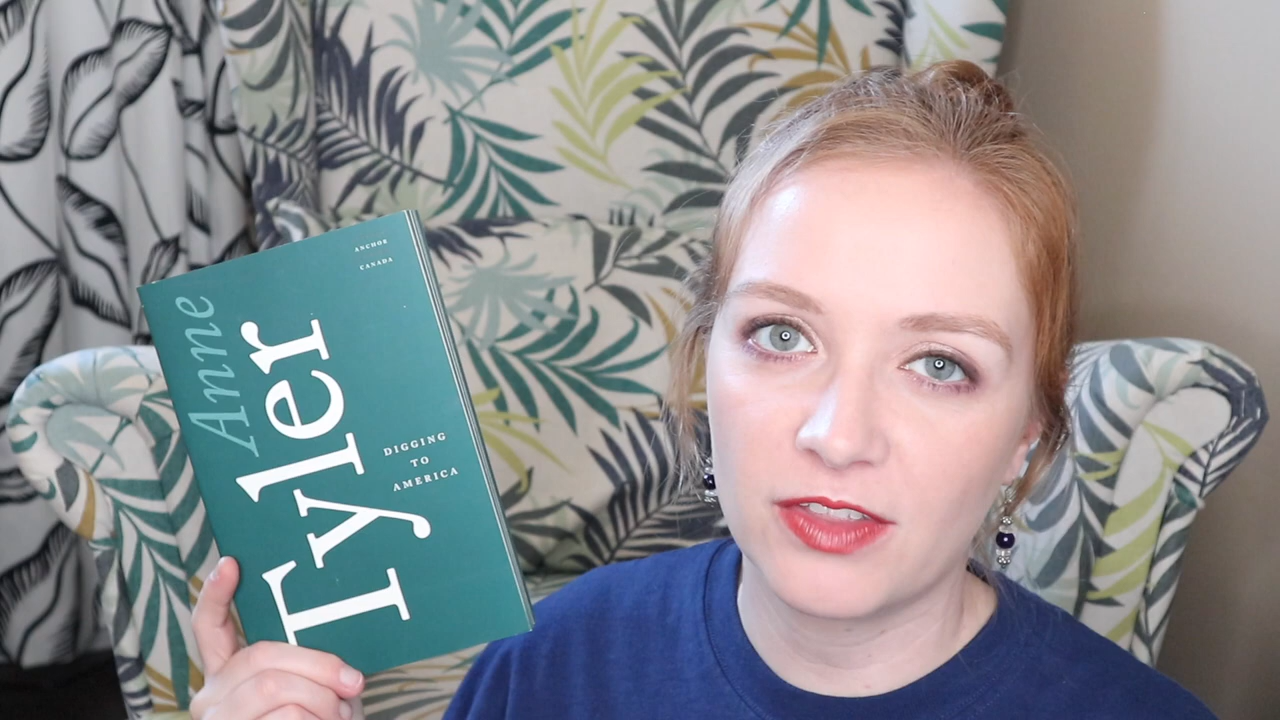 ANCHOR
CANADA
Anne
Tyler
DIGGING
TO
AMERICA